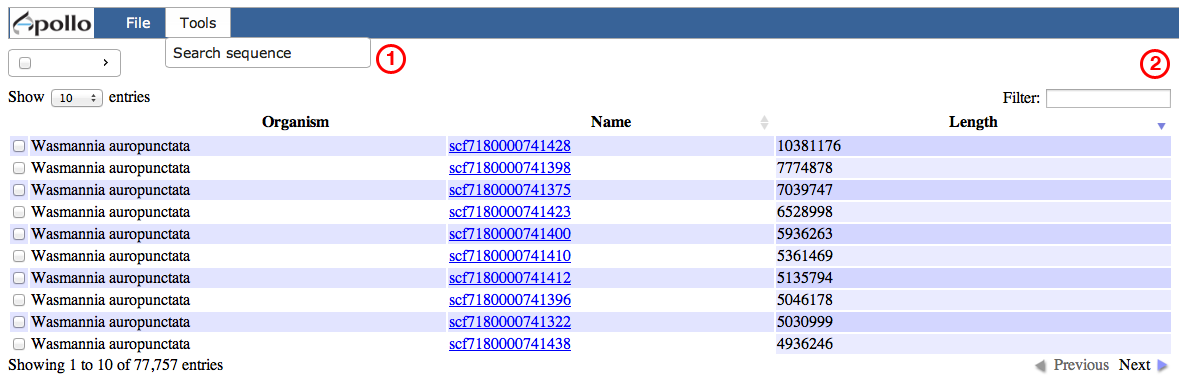 Apollo File Tools
Search sequence 1 2
Show 10 entries Filter:
Organism Name Length
Wasmannia auropunctata scf7180000741428 10381176
Wasmannia auropunctata scf7180000741398 7774878
Wasmannia auropunctata scf7180000741375 7039747
Wasmannia auropunctata scf7180000741423 6528998
Wasmannia auropunctata scf7180000741400 5936263
Wasmannia auropunctata scf7180000741410 5361469
Wasmannia auropunctata scf7180000741412 5135794
Wasmannia auropunctata scf7180000741396 5046178
Wasmannia auropunctata scf7180000741322 5030999
Wasmannia auropunctata scf7180000741438 4936246
Showing 1 to 10 of 77,757 entries Previous Next